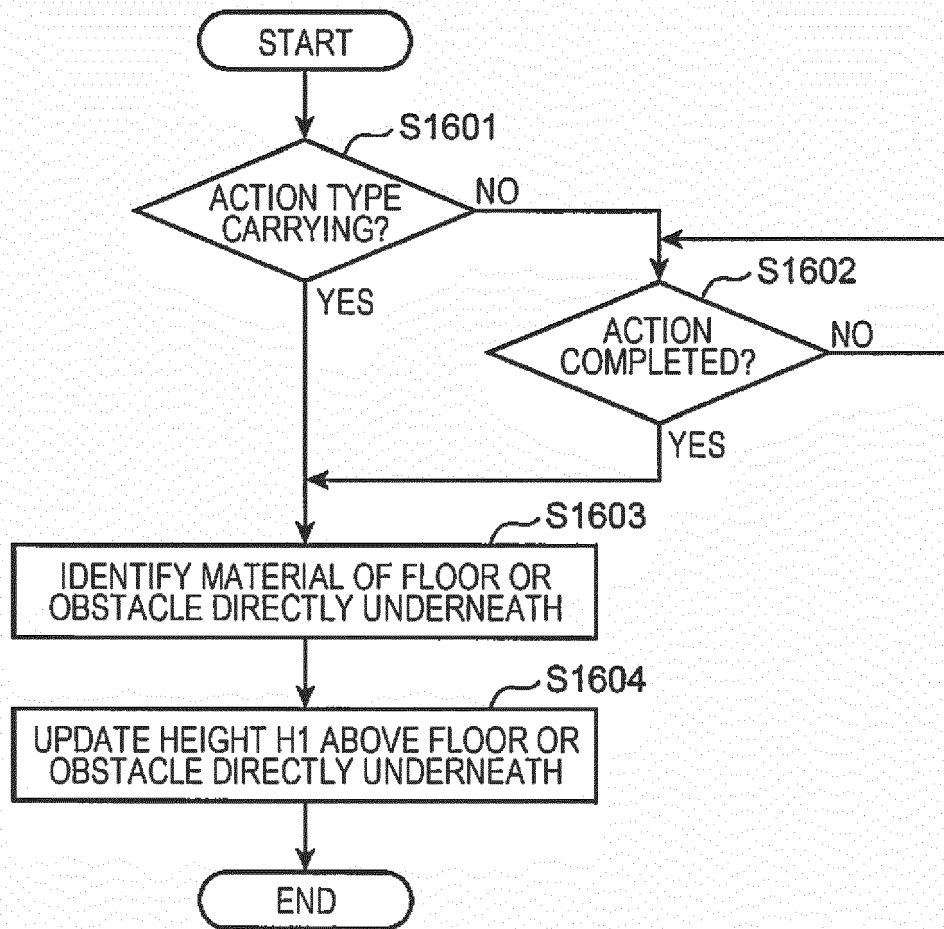 START
S1601
ACTION TYPE
CARRYING?
NO
YES
S1602
ACTION
COMPLETED?
NO
YES
S1603
IDENTIFY MATERIAL OF FLOOR OR
OBSTACLE DIRECTLY UNDERNEATH
S1604
UPDATE HEIGHT H1 ABOVE FLOOR OR
OBSTACLE DIRECTLY UNDERNEATH
END